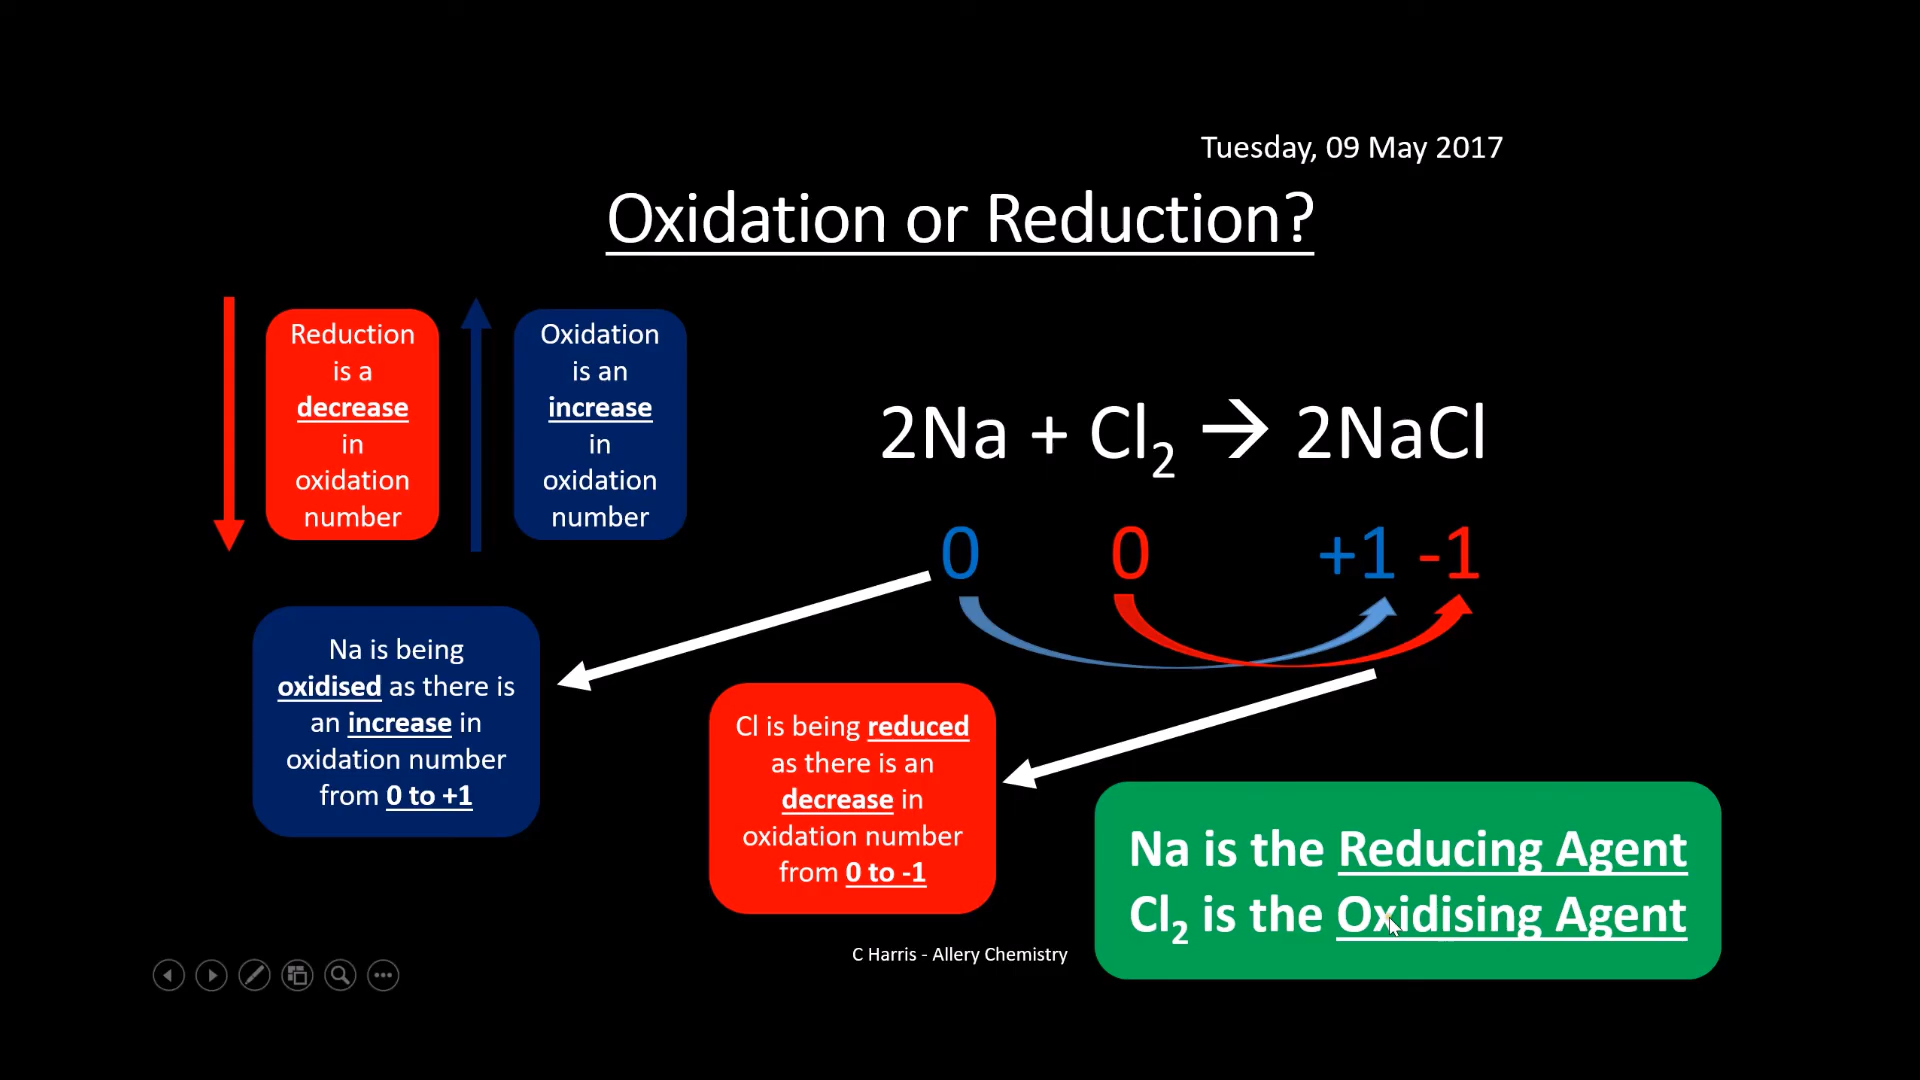 Tuesday, 09 May 2017
Oxidation or Reduction?
Reduction
is a
decrease
in
oxidation
number
Oxidation
is an
increase
in
oxidation
number
2Na + Cl₂ → 2NaCl
0 0 +1 -1
Na is being
oxidised as there is
an increase in
oxidation number
from 0 to +1
Cl is being reduced
as there is an
decrease in
oxidation number
from 0 to -1
Na is the Reducing Agent
Cl₂ is the Oxidising Agent
C Harris - Allery Chemistry